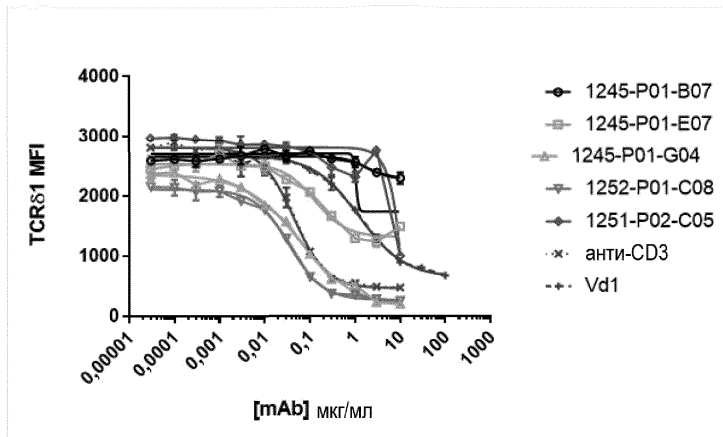 4000
3000
2000
1000
0
TCRδ1 MFI
0,00001
0,0001
0,001
0,01
0,1
1
10
100
1000
[mAb] мкг/мл
1245-P01-B07
1245-P01-E07
1245-P01-G04
1252-P01-C08
1251-P02-C05
анти-CD3
Vd1